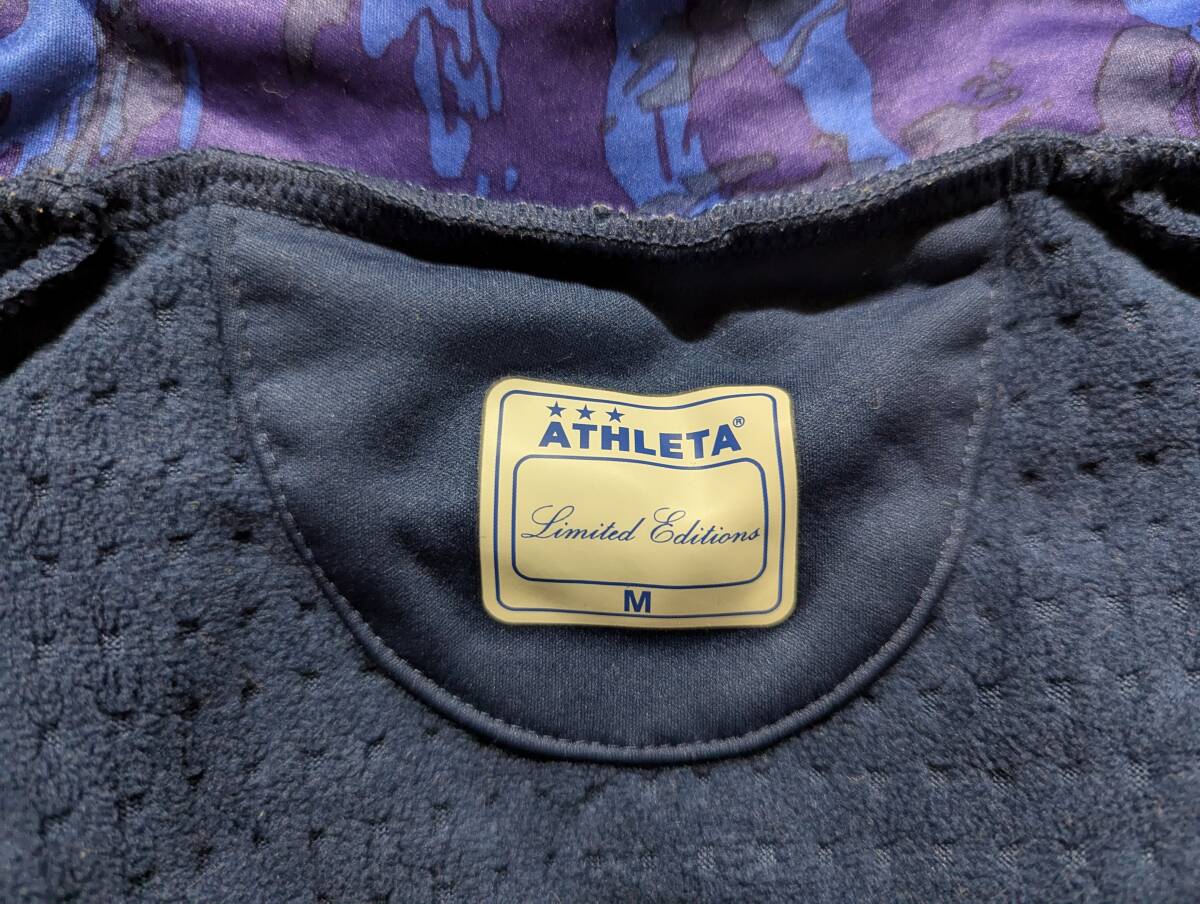 ★★★
ATHLETA®
Limited Editions
M